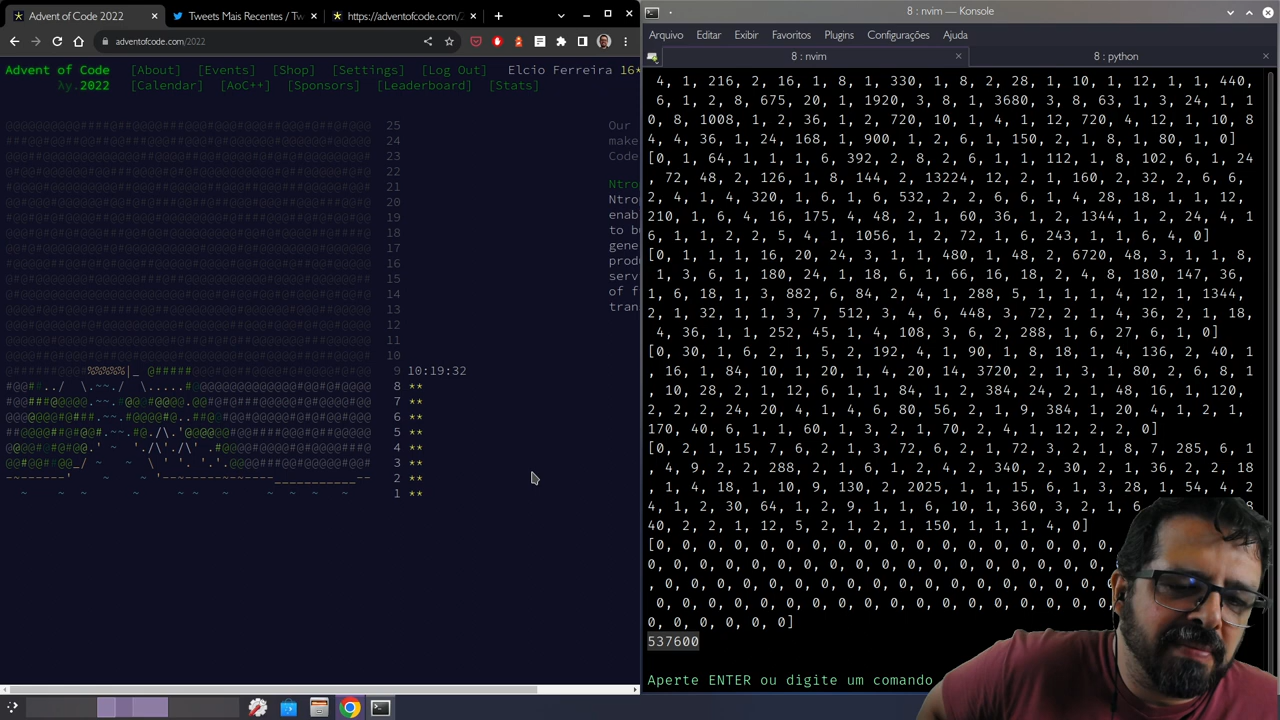 Advent of Code 2022
Tweets Mais Recentes / Tw
https://adventofcode.com/2
adventofcode.com/2022
Advent of Code [About] [Events] [Shop] [Settings] [Log Out] Elcio Ferreira 16*
λy.2022 [Calendar] [AoC++] [Sponsors] [Leaderboard] [Stats]
25
24
23
22
21
20
19
18
17
16
15
14
13
12
11
10
9 10:19:32
8 **
7 **
6 **
5 **
4 **
3 **
2 **
1 **
Our
make
Code
Ntro
Ntrop
enab
to bu
gene
produ
serv
of f
tran
8 : nvim — Konsole
Arquivo Editar Exibir Favoritos Plugins Configurações Ajuda
8 : nvim
8 : python
4, 1, 216, 2, 16, 1, 8, 1, 330, 1, 8, 2, 28, 1, 10, 1, 12, 1, 1, 440,
6, 1, 2, 8, 675, 20, 1, 1920, 3, 8, 1, 3680, 3, 8, 63, 1, 3, 24, 1, 1
0, 8, 1008, 1, 2, 36, 1, 2, 720, 10, 1, 4, 1, 12, 720, 4, 12, 1, 10, 8
4, 4, 36, 1, 24, 168, 1, 900, 1, 2, 6, 1, 150, 2, 1, 8, 1, 80, 1, 0]
[0, 1, 64, 1, 1, 1, 6, 392, 2, 8, 2, 6, 1, 1, 112, 1, 8, 102, 6, 1, 24
, 72, 48, 2, 126, 1, 8, 144, 2, 13224, 12, 2, 1, 160, 2, 32, 2, 6, 6,
2, 4, 1, 4, 320, 1, 6, 1, 6, 532, 2, 2, 6, 6, 1, 4, 28, 18, 1, 1, 12,
210, 1, 6, 4, 16, 175, 4, 48, 2, 1, 60, 36, 1, 2, 1344, 1, 2, 24, 4, 1
6, 1, 1, 2, 2, 5, 4, 1, 1056, 1, 2, 72, 1, 6, 243, 1, 1, 6, 4, 0]
[0, 1, 1, 1, 16, 20, 24, 3, 1, 1, 480, 1, 48, 2, 6720, 48, 3, 1, 1, 8,
1, 3, 6, 1, 180, 24, 1, 18, 6, 1, 66, 16, 18, 2, 4, 8, 180, 147, 36,
1, 6, 18, 1, 3, 882, 6, 84, 2, 4, 1, 288, 5, 1, 1, 1, 4, 12, 1, 1344,
2, 1, 32, 1, 1, 3, 7, 512, 3, 4, 6, 448, 3, 72, 2, 1, 4, 36, 2, 1, 18,
4, 36, 1, 1, 252, 45, 1, 4, 108, 3, 6, 2, 288, 1, 6, 27, 6, 1, 0]
[0, 30, 1, 6, 2, 1, 5, 2, 192, 4, 1, 90, 1, 8, 18, 1, 4, 136, 2, 40, 1
, 16, 1, 84, 10, 1, 20, 1, 4, 20, 14, 3720, 2, 1, 3, 1, 80, 2, 6, 8, 1
, 10, 28, 2, 1, 12, 6, 1, 1, 84, 1, 2, 384, 24, 2, 1, 48, 16, 1, 120,
2, 2, 2, 24, 20, 4, 1, 4, 6, 80, 56, 2, 1, 9, 384, 1, 20, 4, 1, 2, 1,
170, 40, 6, 1, 1, 60, 1, 3, 2, 1, 70, 2, 4, 1, 12, 2, 2, 0]
[0, 2, 1, 15, 7, 6, 2, 1, 3, 72, 6, 2, 1, 72, 3, 2, 1, 8, 7, 285, 6, 1
, 4, 9, 2, 2, 288, 2, 1, 6, 1, 2, 4, 2, 340, 2, 30, 2, 1, 36, 2, 2, 18
, 1, 4, 18, 1, 10, 9, 130, 2, 2025, 1, 1, 15, 6, 1, 3, 28, 1, 54, 4, 2
4, 1, 2, 30, 64, 1, 2, 9, 1, 1, 6, 10, 1, 360, 3, 2, 1, 6 8
40, 2, 2, 1, 12, 5, 2, 1, 2, 1, 150, 1, 1, 1, 4, 0]
[0, 0, 0, 0, 0, 0, 0, 0, 0, 0, 0, 0, 0, 0, 0, 0, 0,
0, 0, 0, 0, 0, 0, 0, 0, 0, 0, 0, 0, 0, 0, 0, 0,
, 0, 0, 0, 0, 0, 0, 0, 0, 0, 0, 0, 0, 0, 0, 0, 0
, 0, 0, 0, 0, 0, 0, 0, 0, 0, 0, 0, 0, 0, 0, 0, 0,
0, 0, 0, 0, 0, 0]
537600
Aperte ENTER ou digite um comando